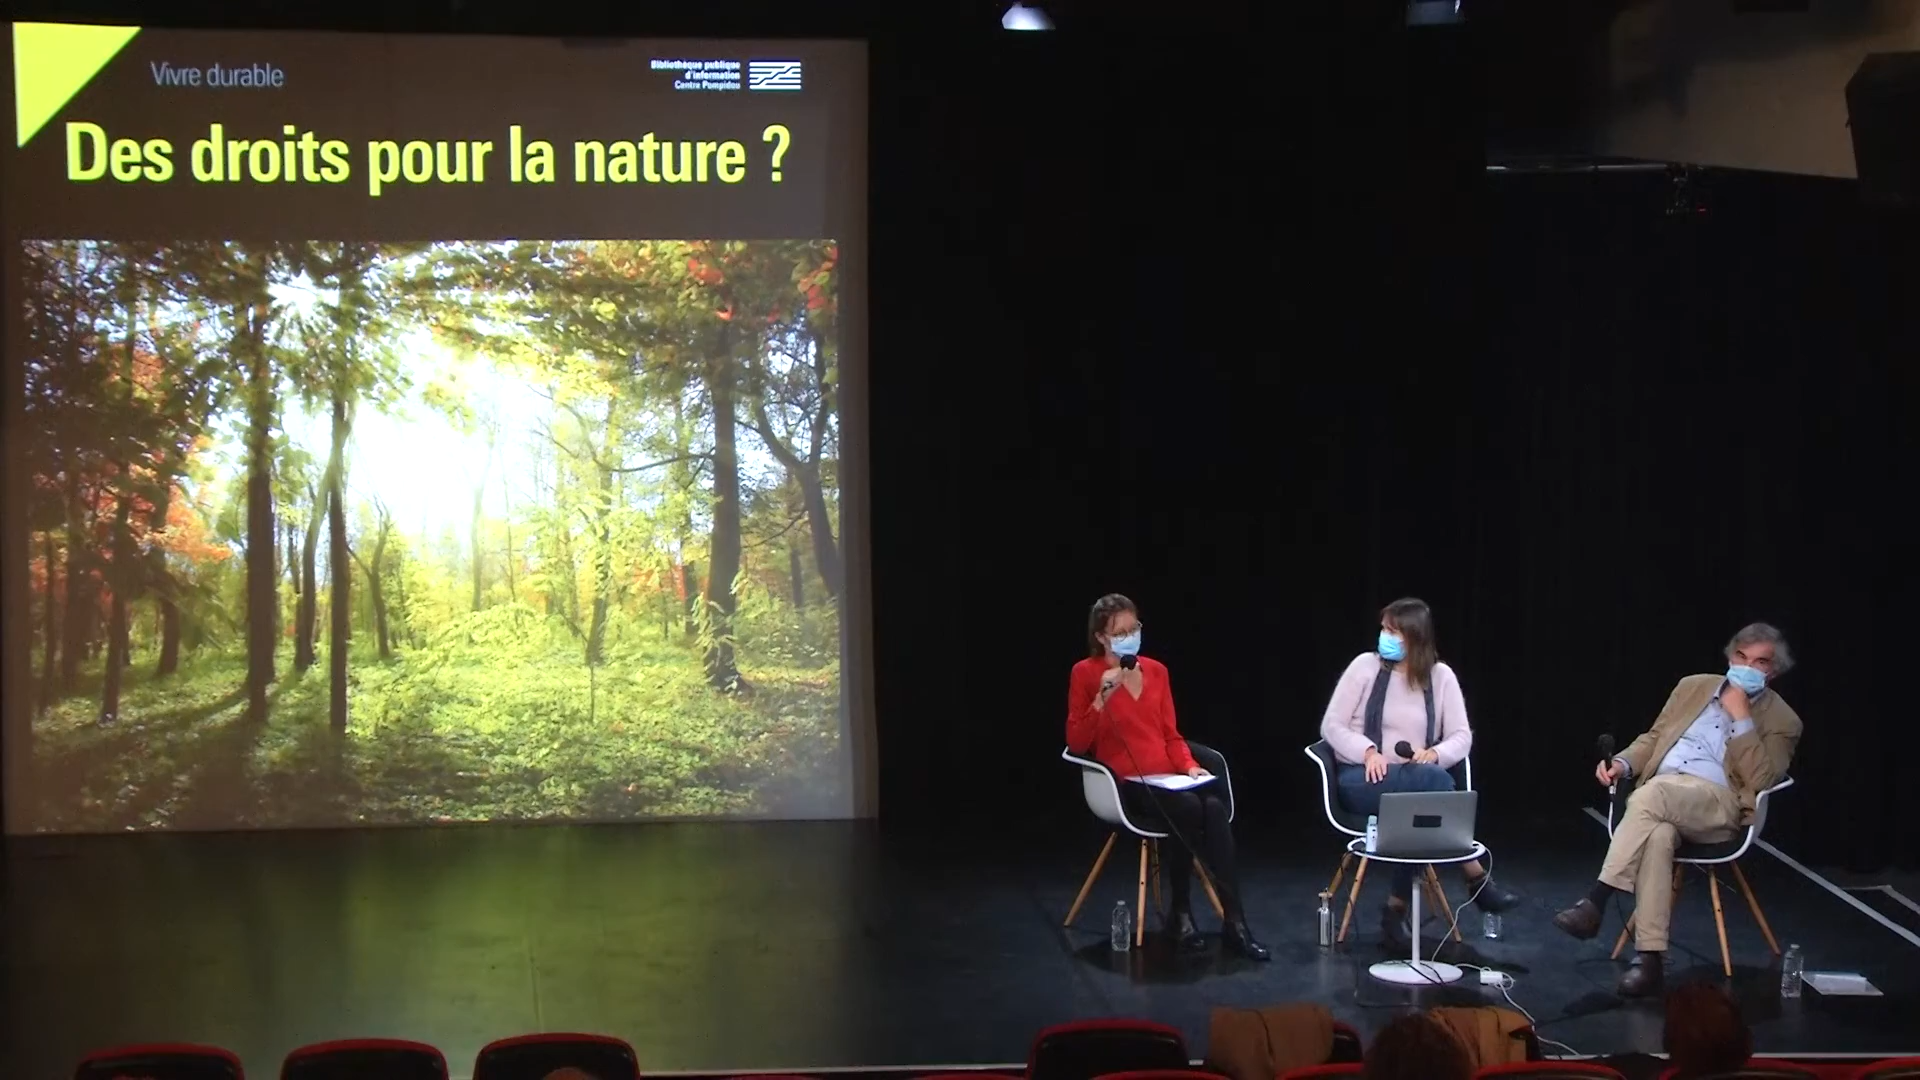 Vivre durable
Bibliothèque publique
d'information
Centre Pompidou
Des droits pour la nature ?